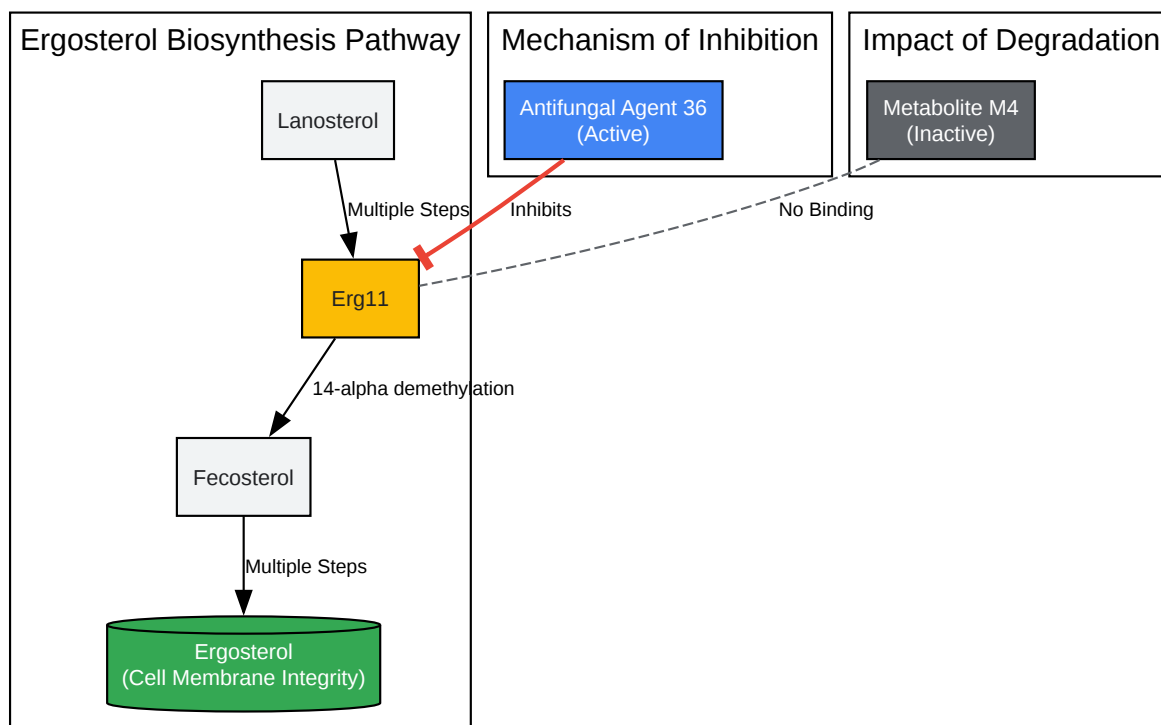 Ergosterol Biosynthesis Pathway
Lanosterol
Multiple Steps
Erg11
14-alpha demethylation
Fecosterol
Multiple Steps
Ergosterol
(Cell Membrane Integrity)
Mechanism of Inhibition
Antifungal Agent 36
(Active)
Inhibits
Impact of Degradation
Metabolite M4
(Inactive)
No Binding